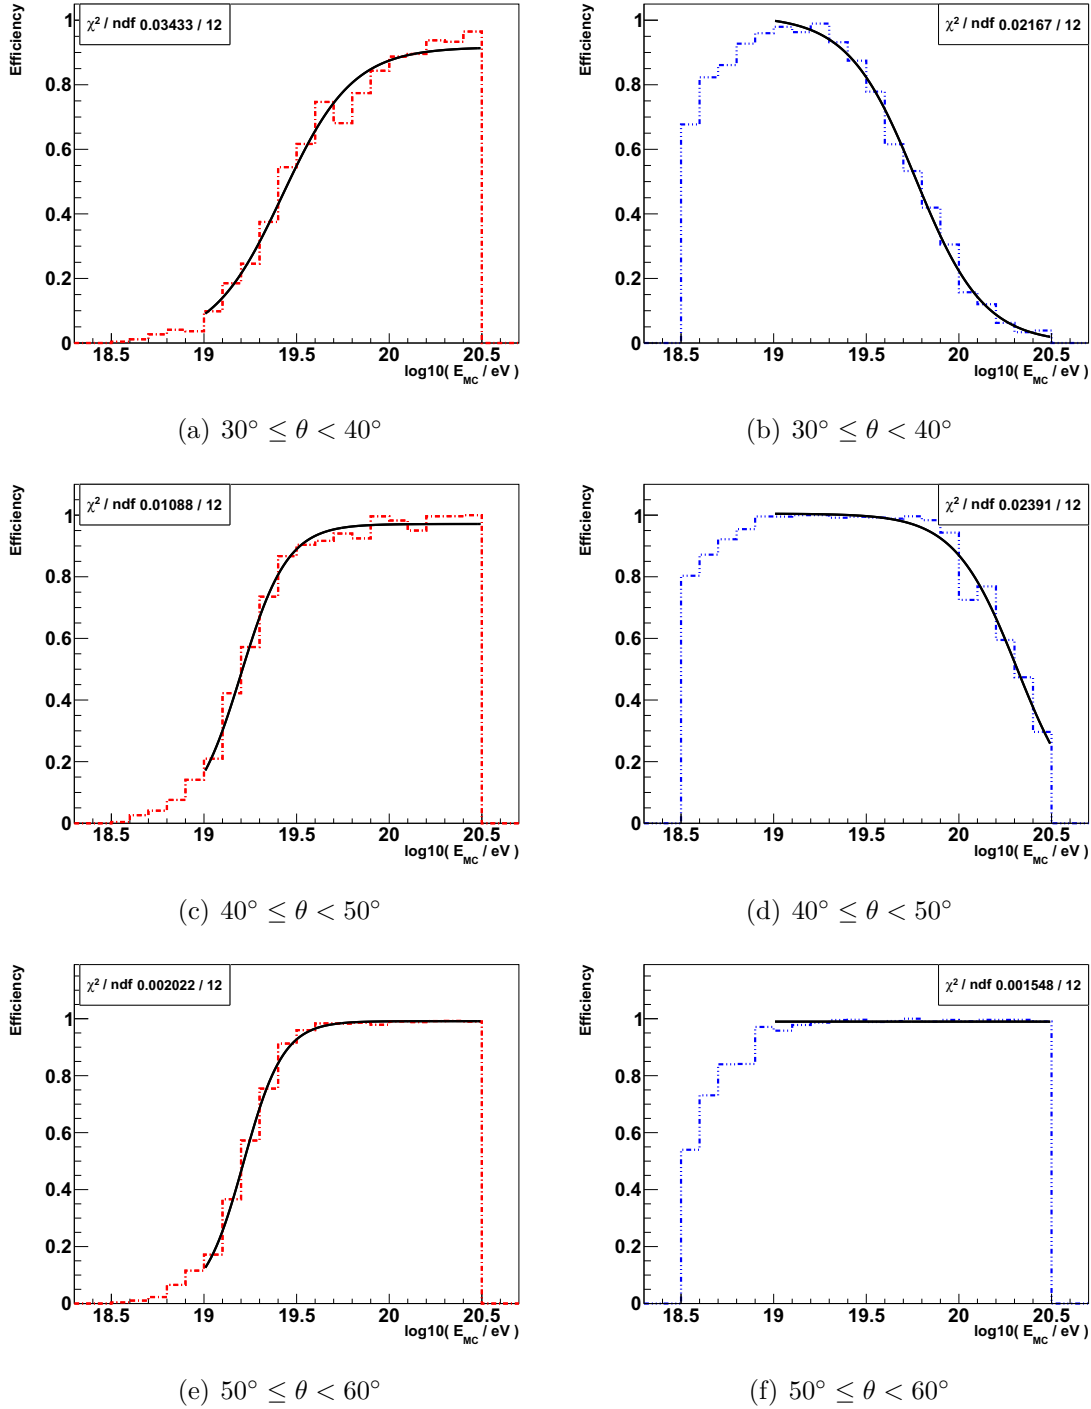 Efficiency
χ² / ndf 0.03433 / 12
1
0.8
0.6
0.4
0.2
0
18.5 19 19.5 20 20.5
log10( E_MC / eV )
(a) 30° ≤ θ < 40°
Efficiency
χ² / ndf 0.02167 / 12
1
0.8
0.6
0.4
0.2
0
18.5 19 19.5 20 20.5
log10( E_MC / eV )
(b) 30° ≤ θ < 40°
Efficiency
χ² / ndf 0.01088 / 12
1
0.8
0.6
0.4
0.2
0
18.5 19 19.5 20 20.5
log10( E_MC / eV )
(c) 40° ≤ θ < 50°
Efficiency
χ² / ndf 0.02391 / 12
1
0.8
0.6
0.4
0.2
0
18.5 19 19.5 20 20.5
log10( E_MC / eV )
(d) 40° ≤ θ < 50°
Efficiency
χ² / ndf 0.002022 / 12
1
0.8
0.6
0.4
0.2
0
18.5 19 19.5 20 20.5
log10( E_MC / eV )
(e) 50° ≤ θ < 60°
Efficiency
χ² / ndf 0.001548 / 12
1
0.8
0.6
0.4
0.2
0
18.5 19 19.5 20 20.5
log10( E_MC / eV )
(f) 50° ≤ θ < 60°